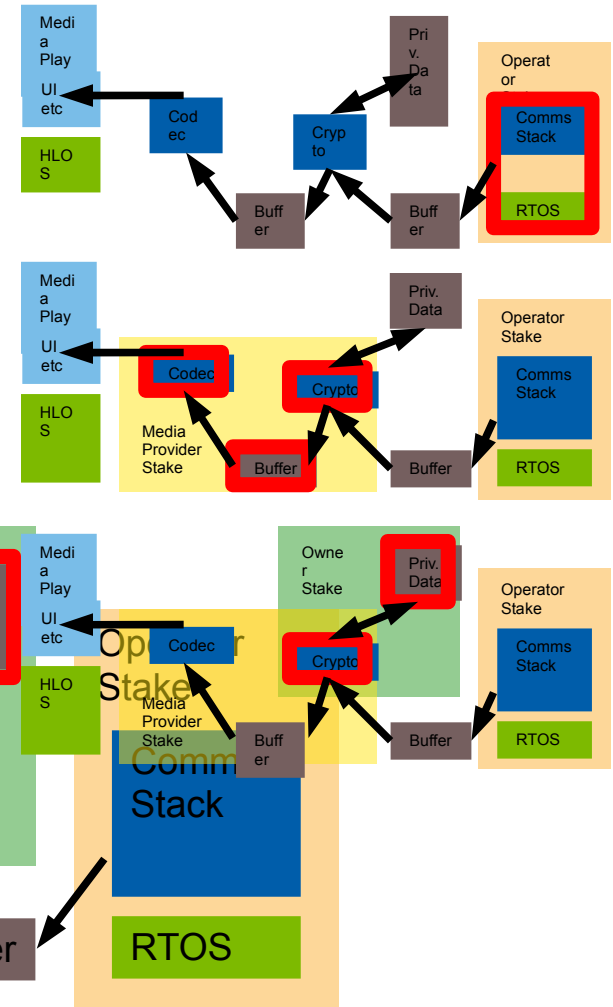 Medi
a
Play
UI
etc
HLO
S
Cod
ec
Buff
er
Cryp
to
Pri
v.
Da
ta
Buff
er
Operat
or
Comms
Stack
RTOS
Medi
a
Play
UI
etc
HLO
S
Codec
Media
Provider
Stake
Buffer
Crypto
Priv.
Data
Buffer
Operator
Stake
Comms
Stack
RTOS
Medi
a
Play
UI
etc
HLO
S
Codec
Media
Provider
Stake
Buff
er
Owne
r
Stake
Crypto
Priv.
Data
Buffer
Operator
Stake
Comms
Stack
RTOS
Operator
Stake
Comms
Stack
RTOS
er